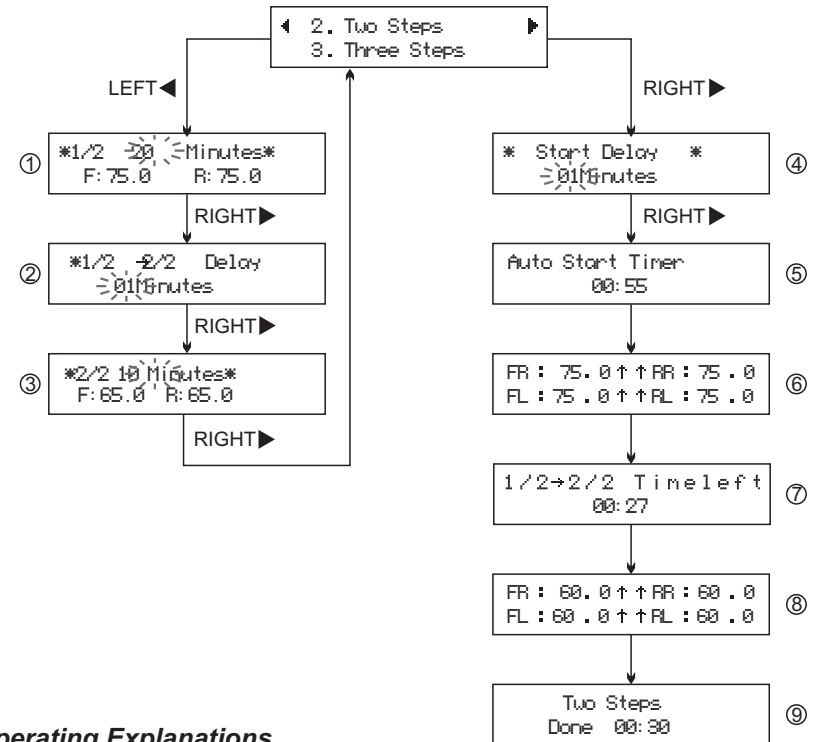 2. Two Steps
3. Three Steps
LEFT◀
RIGHT▶
① *1/2 20 Minutes*
F:75.0 R:75.0
RIGHT▶
② *1/2 →2/2 Delay
01Minutes
RIGHT▶
③ *2/2 10 Minutes*
F:65.0 R:65.0
RIGHT▶
* Start Delay * ④
01Minutes
RIGHT▶
Auto Start Timer ⑤
00:55
FR: 75.0↑↑RR:75.0 ⑥
FL:75.0↑↑RL:75.0
1/2→2/2 Timeleft ⑦
00:27
FR: 60.0↑↑RR:60.0 ⑧
FL:60.0↑↑RL:60.0
Two Steps ⑨
Done 00:30
perating Explanations